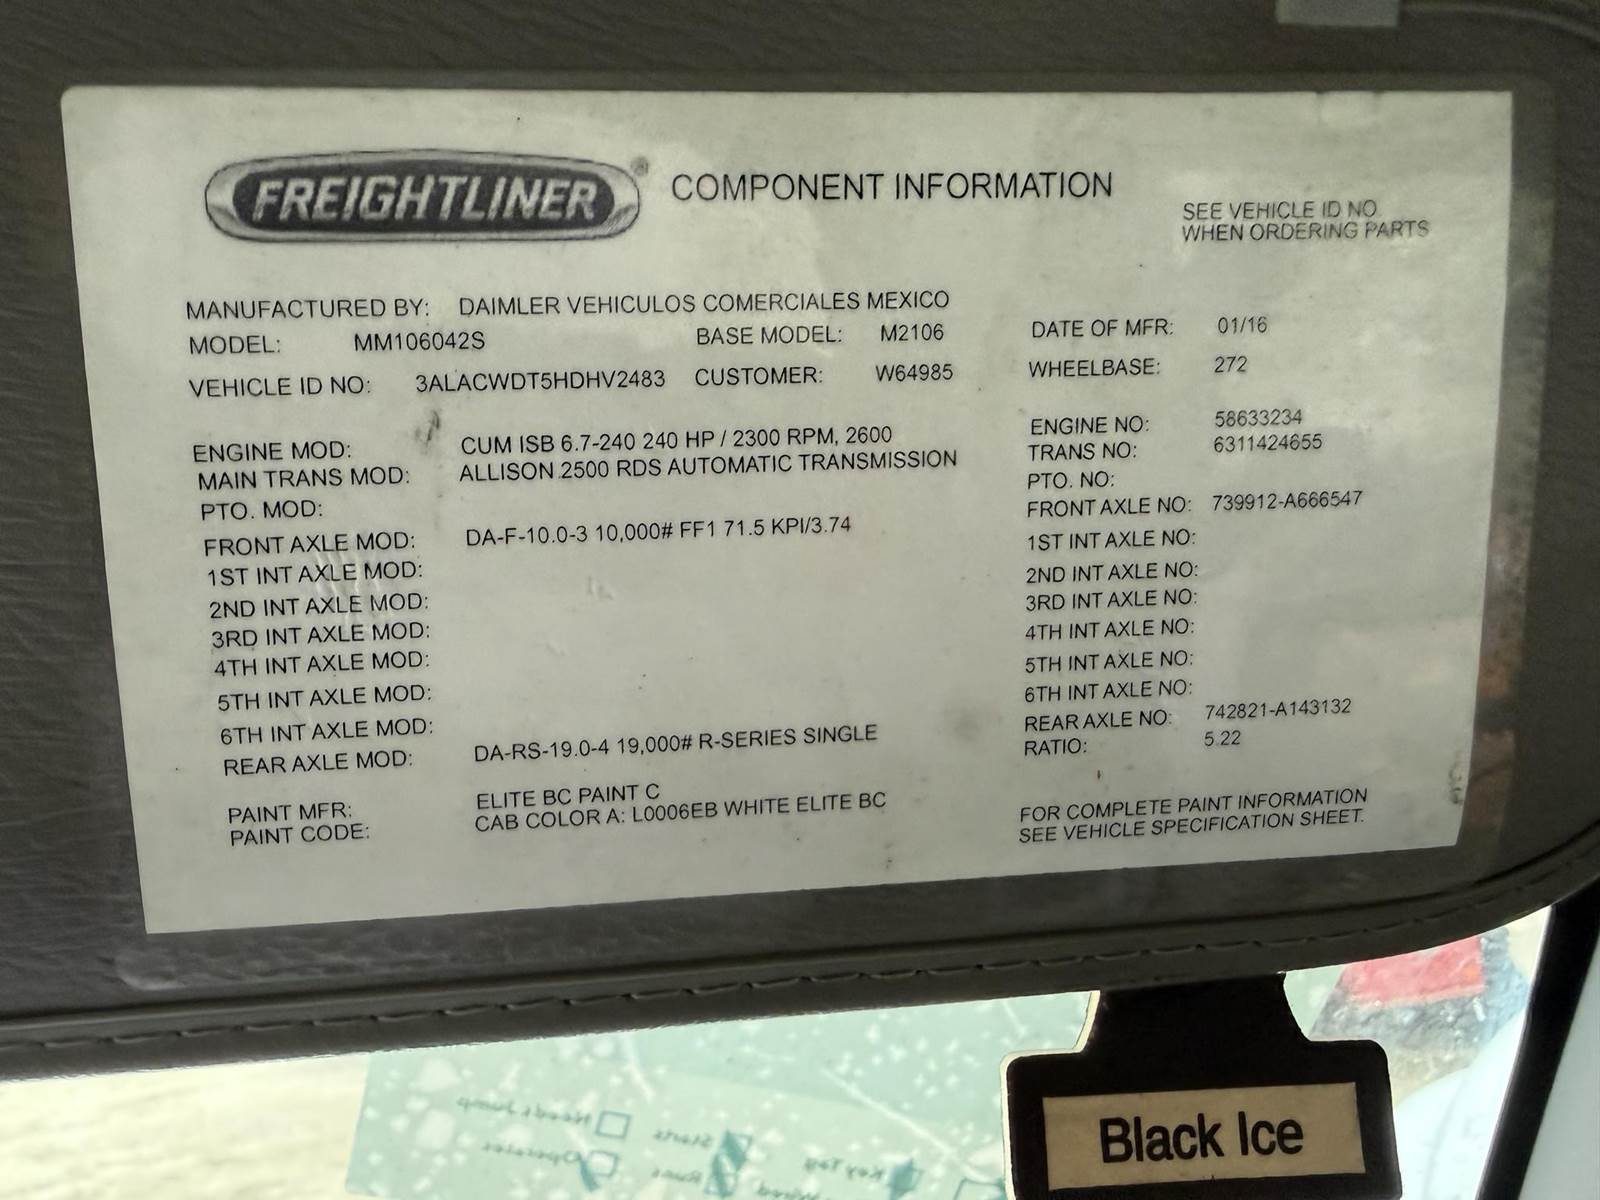 FREIGHTLINER®
COMPONENT INFORMATION
SEE VEHICLE ID NO.
WHEN ORDERING PARTS
MANUFACTURED BY: DAIMLER VEHICULOS COMERCIALES MEXICO
MODEL: MM106042S BASE MODEL: M2106 DATE OF MFR: 01/16
VEHICLE ID NO: 3ALACWDT5HDHV2483 CUSTOMER: W64985 WHEELBASE: 272
ENGINE MOD: CUM ISB 6.7-240 240 HP / 2300 RPM, 2600 ENGINE NO: 58633234
MAIN TRANS MOD: ALLISON 2500 RDS AUTOMATIC TRANSMISSION TRANS NO: 6311424655
PTO. MOD: PTO. NO:
FRONT AXLE MOD: DA-F-10.0-3 10,000# FF1 71.5 KPI/3.74 FRONT AXLE NO: 739912-A666547
1ST INT AXLE MOD: 1ST INT AXLE NO:
2ND INT AXLE MOD: 2ND INT AXLE NO:
3RD INT AXLE MOD: 3RD INT AXLE NO:
4TH INT AXLE MOD: 4TH INT AXLE NO:
5TH INT AXLE MOD: 5TH INT AXLE NO:
6TH INT AXLE MOD: 6TH INT AXLE NO:
REAR AXLE MOD: DA-RS-19.0-4 19,000# R-SERIES SINGLE REAR AXLE NO: 742821-A143132
RATIO: 5.22
PAINT MFR: ELITE BC PAINT C
PAINT CODE: CAB COLOR A: L0006EB WHITE ELITE BC
FOR COMPLETE PAINT INFORMATION
SEE VEHICLE SPECIFICATION SHEET.
Needs Jump
Starts
Key Tag
Operates
Runs
Black Ice